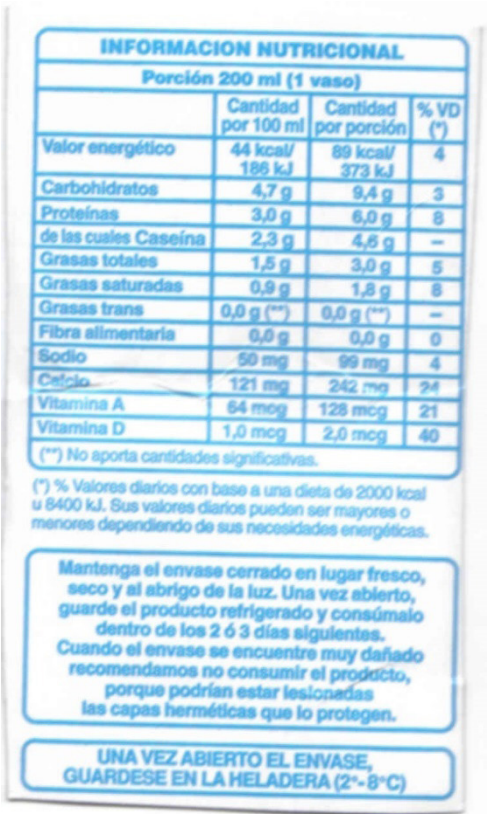 INFORMACION NUTRICIONAL
Porción 200 ml (1 vaso)
Cantidad por 100 ml Cantidad por porción % VD (*)
Valor energético 44 kcal/ 186 kJ 89 kcal/ 373 kJ 4
Carbohidratos 4,7 g 9,4 g 3
Proteínas 3,0 g 6,0 g 8
de las cuales Caseína 2,3 g 4,6 g –
Grasas totales 1,5 g 3,0 g 5
Grasas saturadas 0,9 g 1,8 g 8
Grasas trans 0,0 g (**) 0,0 g (**) –
Fibra alimentaria 0,0 g 0,0 g 0
Sodio 50 mg 99 mg 4
Calcio 121 mg 242 mg 24
Vitamina A 64 mcg 128 mcg 21
Vitamina D 1,0 mcg 2,0 mcg 40
(**) No aporta cantidades significativas.
(*) % Valores diarios con base a una dieta de 2000 kcal
u 8400 kJ. Sus valores diarios pueden ser mayores o
menores dependiendo de sus necesidades energéticas.
Mantenga el envase cerrado en lugar fresco,
seco y al abrigo de la luz. Una vez abierto,
guarde el producto refrigerado y consúmalo
dentro de los 2 ó 3 días siguientes.
Cuando el envase se encuentre muy dañado
recomendamos no consumir el producto,
porque podrían estar lesionadas
las capas herméticas que lo protegen.
UNA VEZ ABIERTO EL ENVASE,
GUARDESE EN LA HELADERA (2°-8°C)